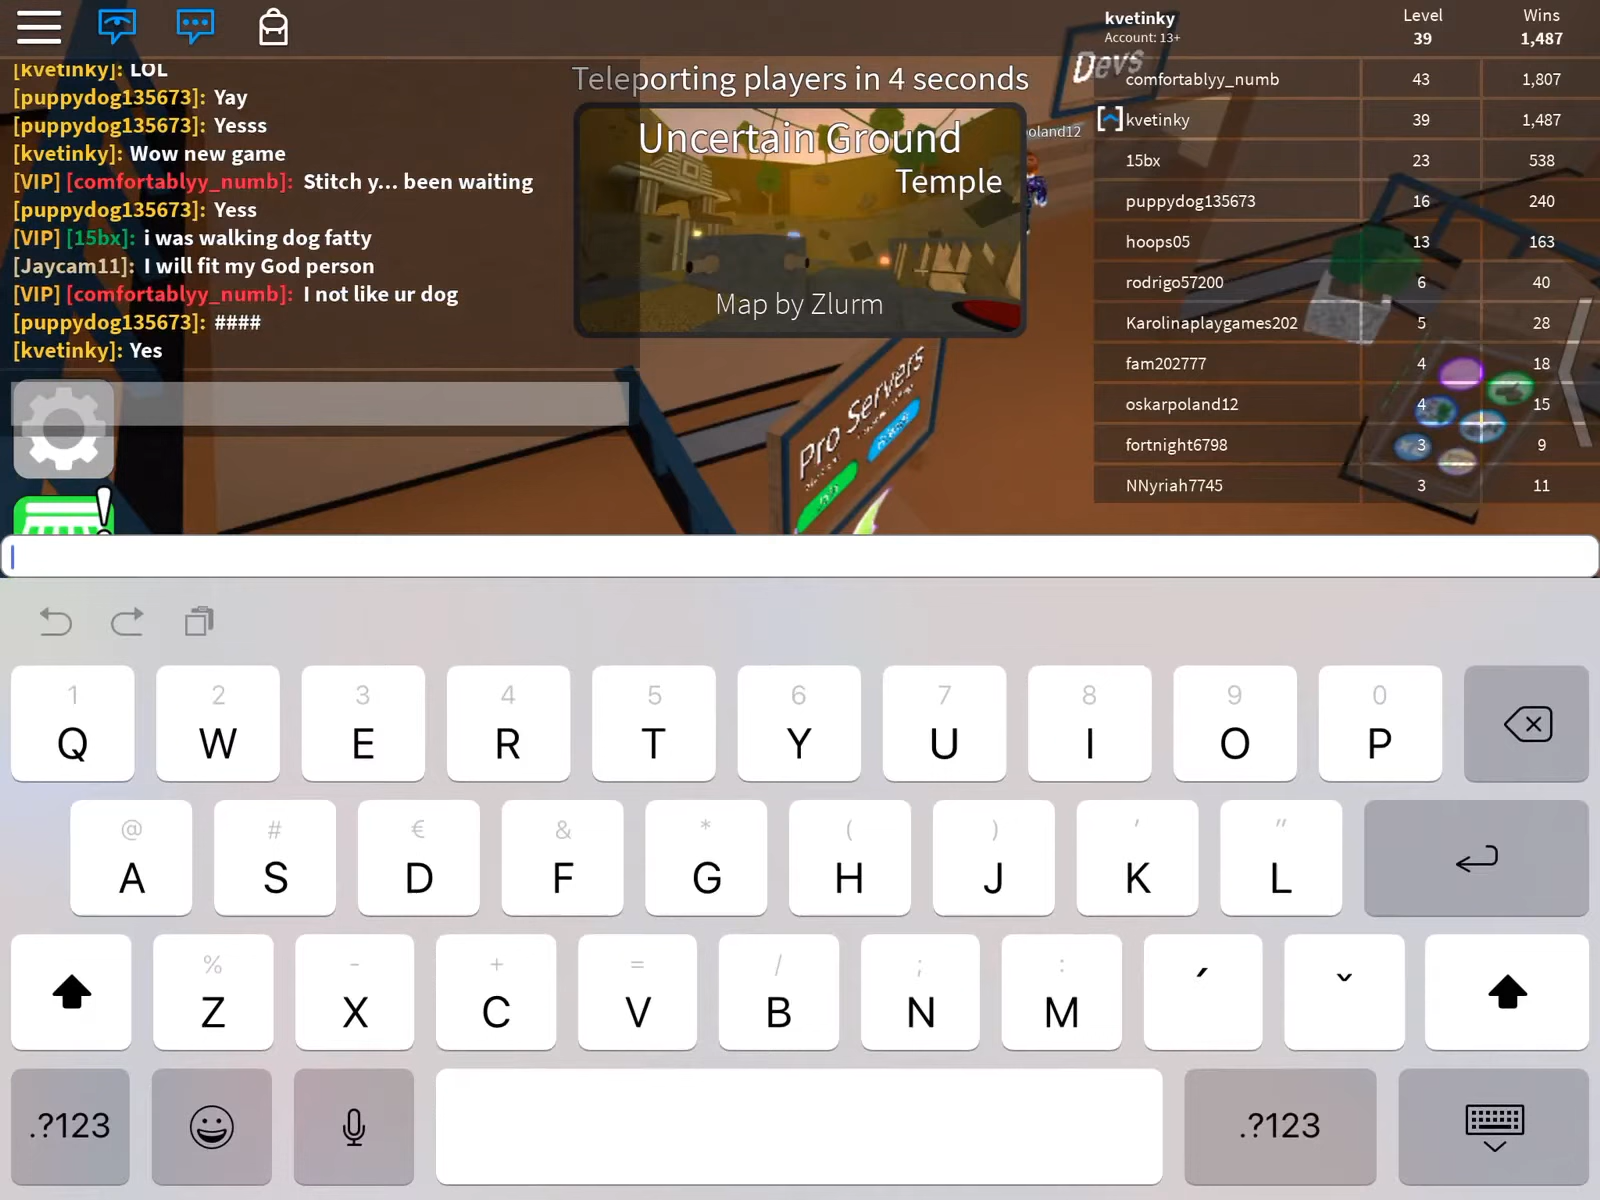 kvetinky
Account: 13+
Level
39
Wins
1,487
[kvetinky]: LOL
[puppydog135673]: Yay
[puppydog135673]: Yesss
[kvetinky]: Wow new game
[VIP] [comfortablyy_numb]: Stitch y... been waiting
[puppydog135673]: Yess
[VIP] [15bx]: i was walking dog fatty
[Jaycam11]: I will fit my God person
[VIP] [comfortablyy_numb]: I not like ur dog
[puppydog135673]: ####
[kvetinky]: Yes
Teleporting players in 4 seconds
Uncertain Ground
Temple
Map by Zlurm
Devs
oland12
Pro Servers
comfortablyy_numb 43 1,807
kvetinky 39 1,487
15bx 23 538
puppydog135673 16 240
hoops05 13 163
rodrigo57200 6 40
Karolinaplaygames202 5 28
fam202777 4 18
oskarpoland12 4 15
fortnight6798 3 9
NNyriah7745 3 11
1 2 3 4 5 6 7 8 9 0
Q W E R T Y U I O P
@ # € & * ( ) ' "
A S D F G H J K L
% - + = / ; :
Z X C V B N M ´ ˇ
.?123 .?123